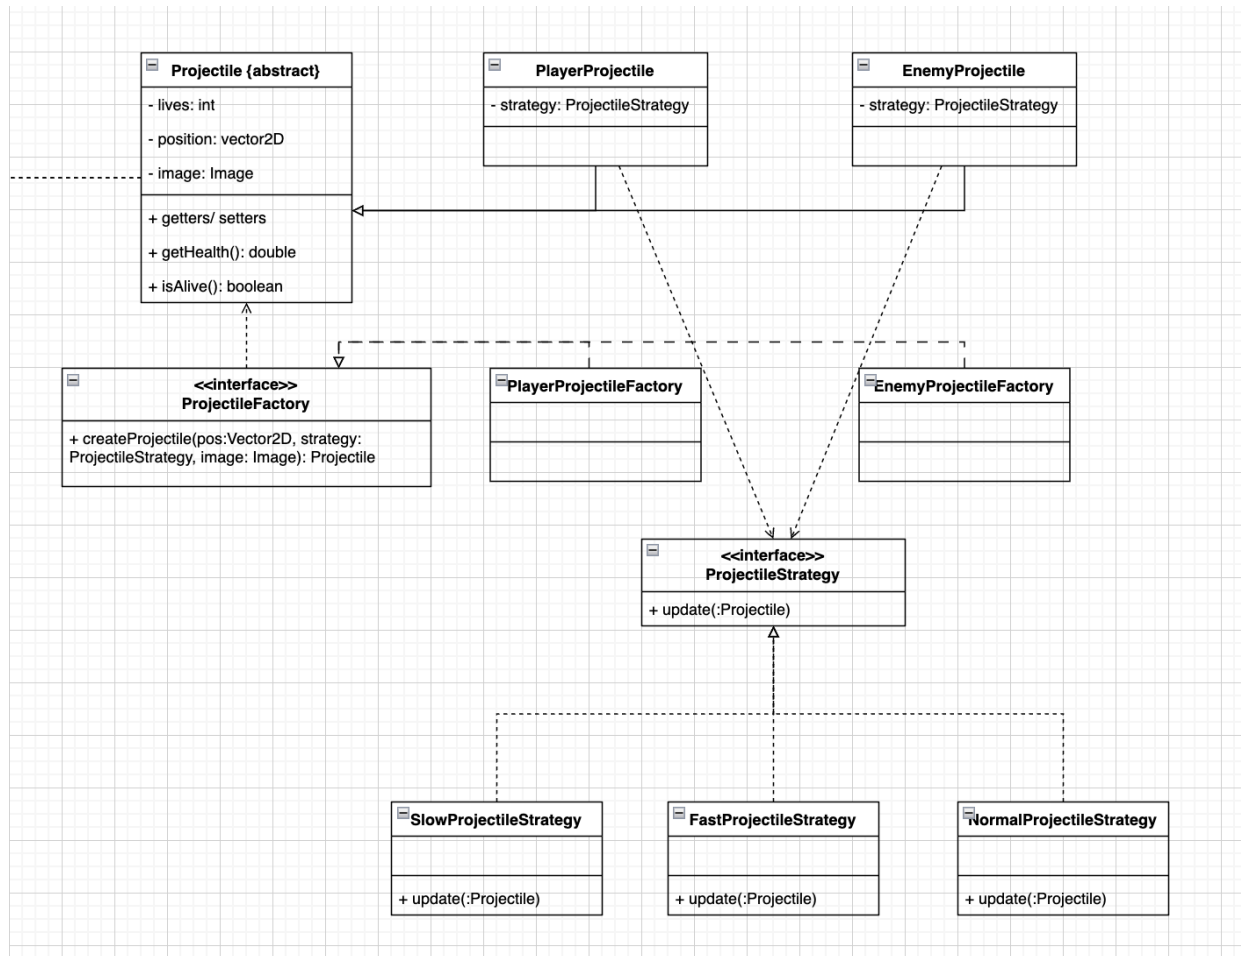 Projectile {abstract}
- lives: int
- position: vector2D
- image: Image
+ getters/ setters
+ getHealth(): double
+ isAlive(): boolean
PlayerProjectile
- strategy: ProjectileStrategy
EnemyProjectile
- strategy: ProjectileStrategy
<<interface>>
ProjectileFactory
+ createProjectile(pos:Vector2D, strategy:
ProjectileStrategy, image: Image): Projectile
PlayerProjectileFactory
EnemyProjectileFactory
<<interface>>
ProjectileStrategy
+ update(:Projectile)
SlowProjectileStrategy
+ update(:Projectile)
FastProjectileStrategy
+ update(:Projectile)
NormalProjectileStrategy
+ update(:Projectile)